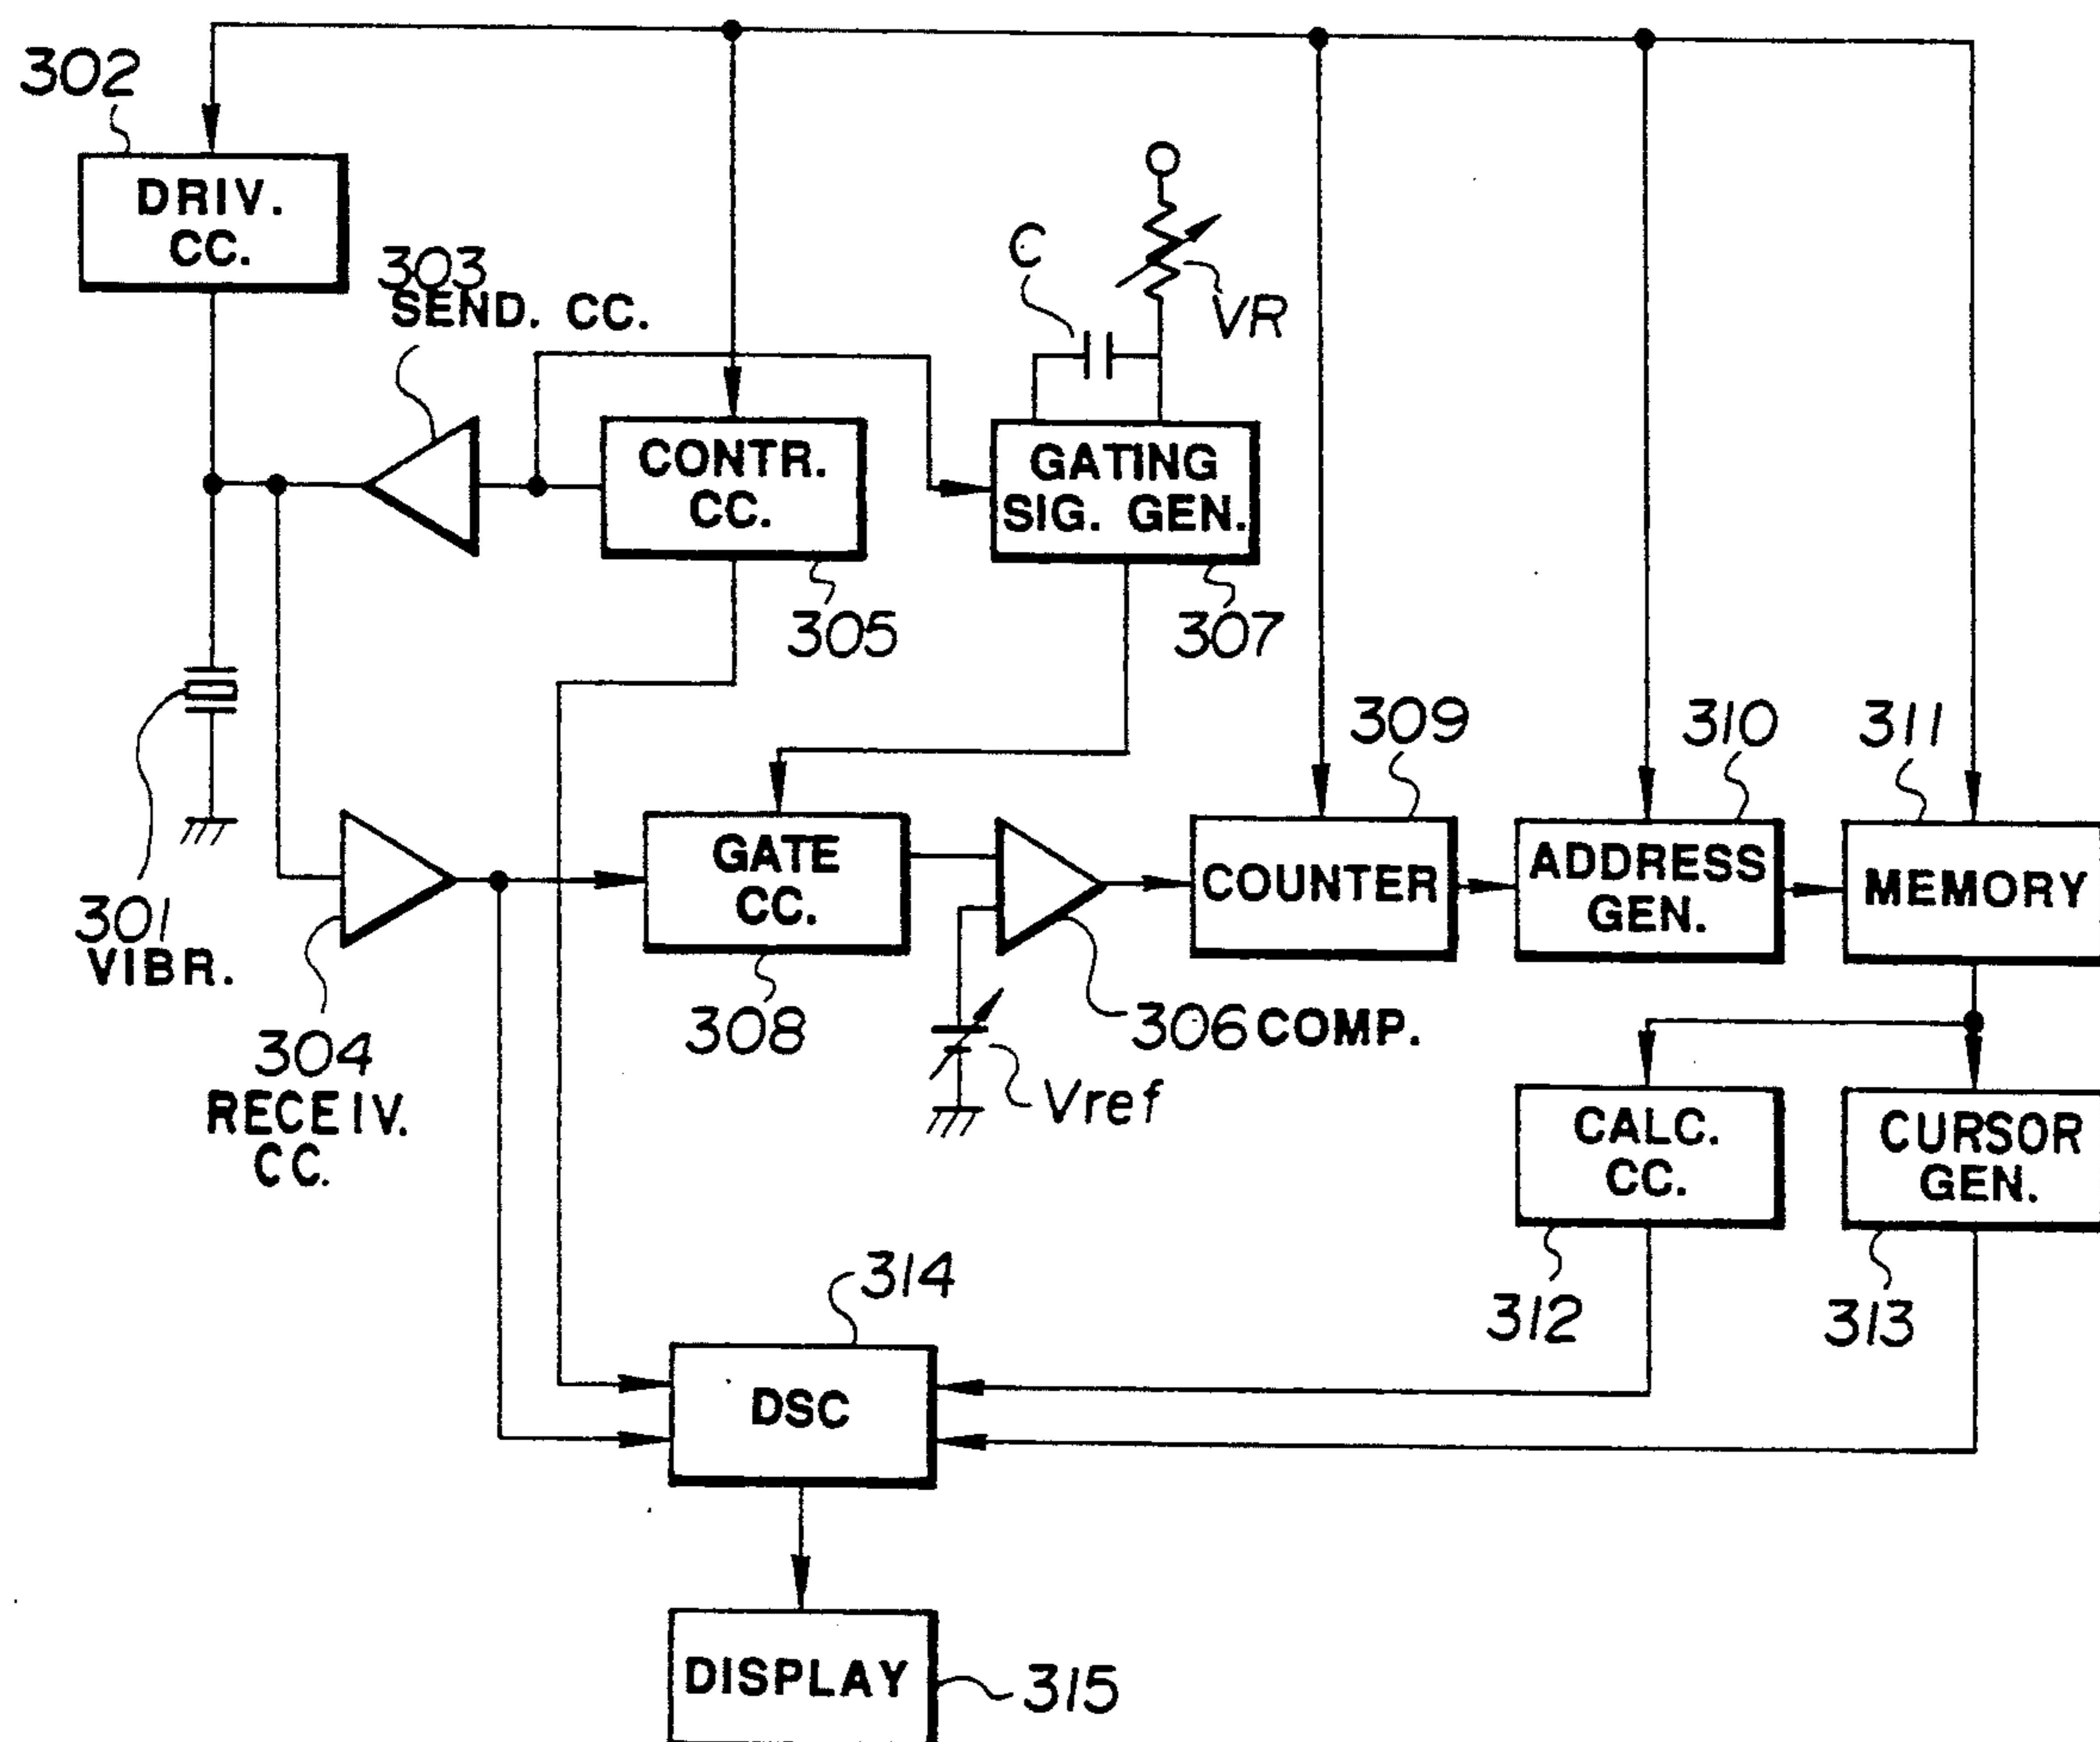 302
DRIV.
CC.
303
SEND. CC.
C
VR
CONTR.
CC.
GATING
SIG. GEN.
305
307
309
310
311
301
VIBR.
GATE
CC.
COUNTER
ADDRESS
GEN.
MEMORY
304
RECEIV.
CC.
308
306 COMP.
Vref
CALC.
CC.
CURSOR
GEN.
312
313
314
DSC
DISPLAY
315